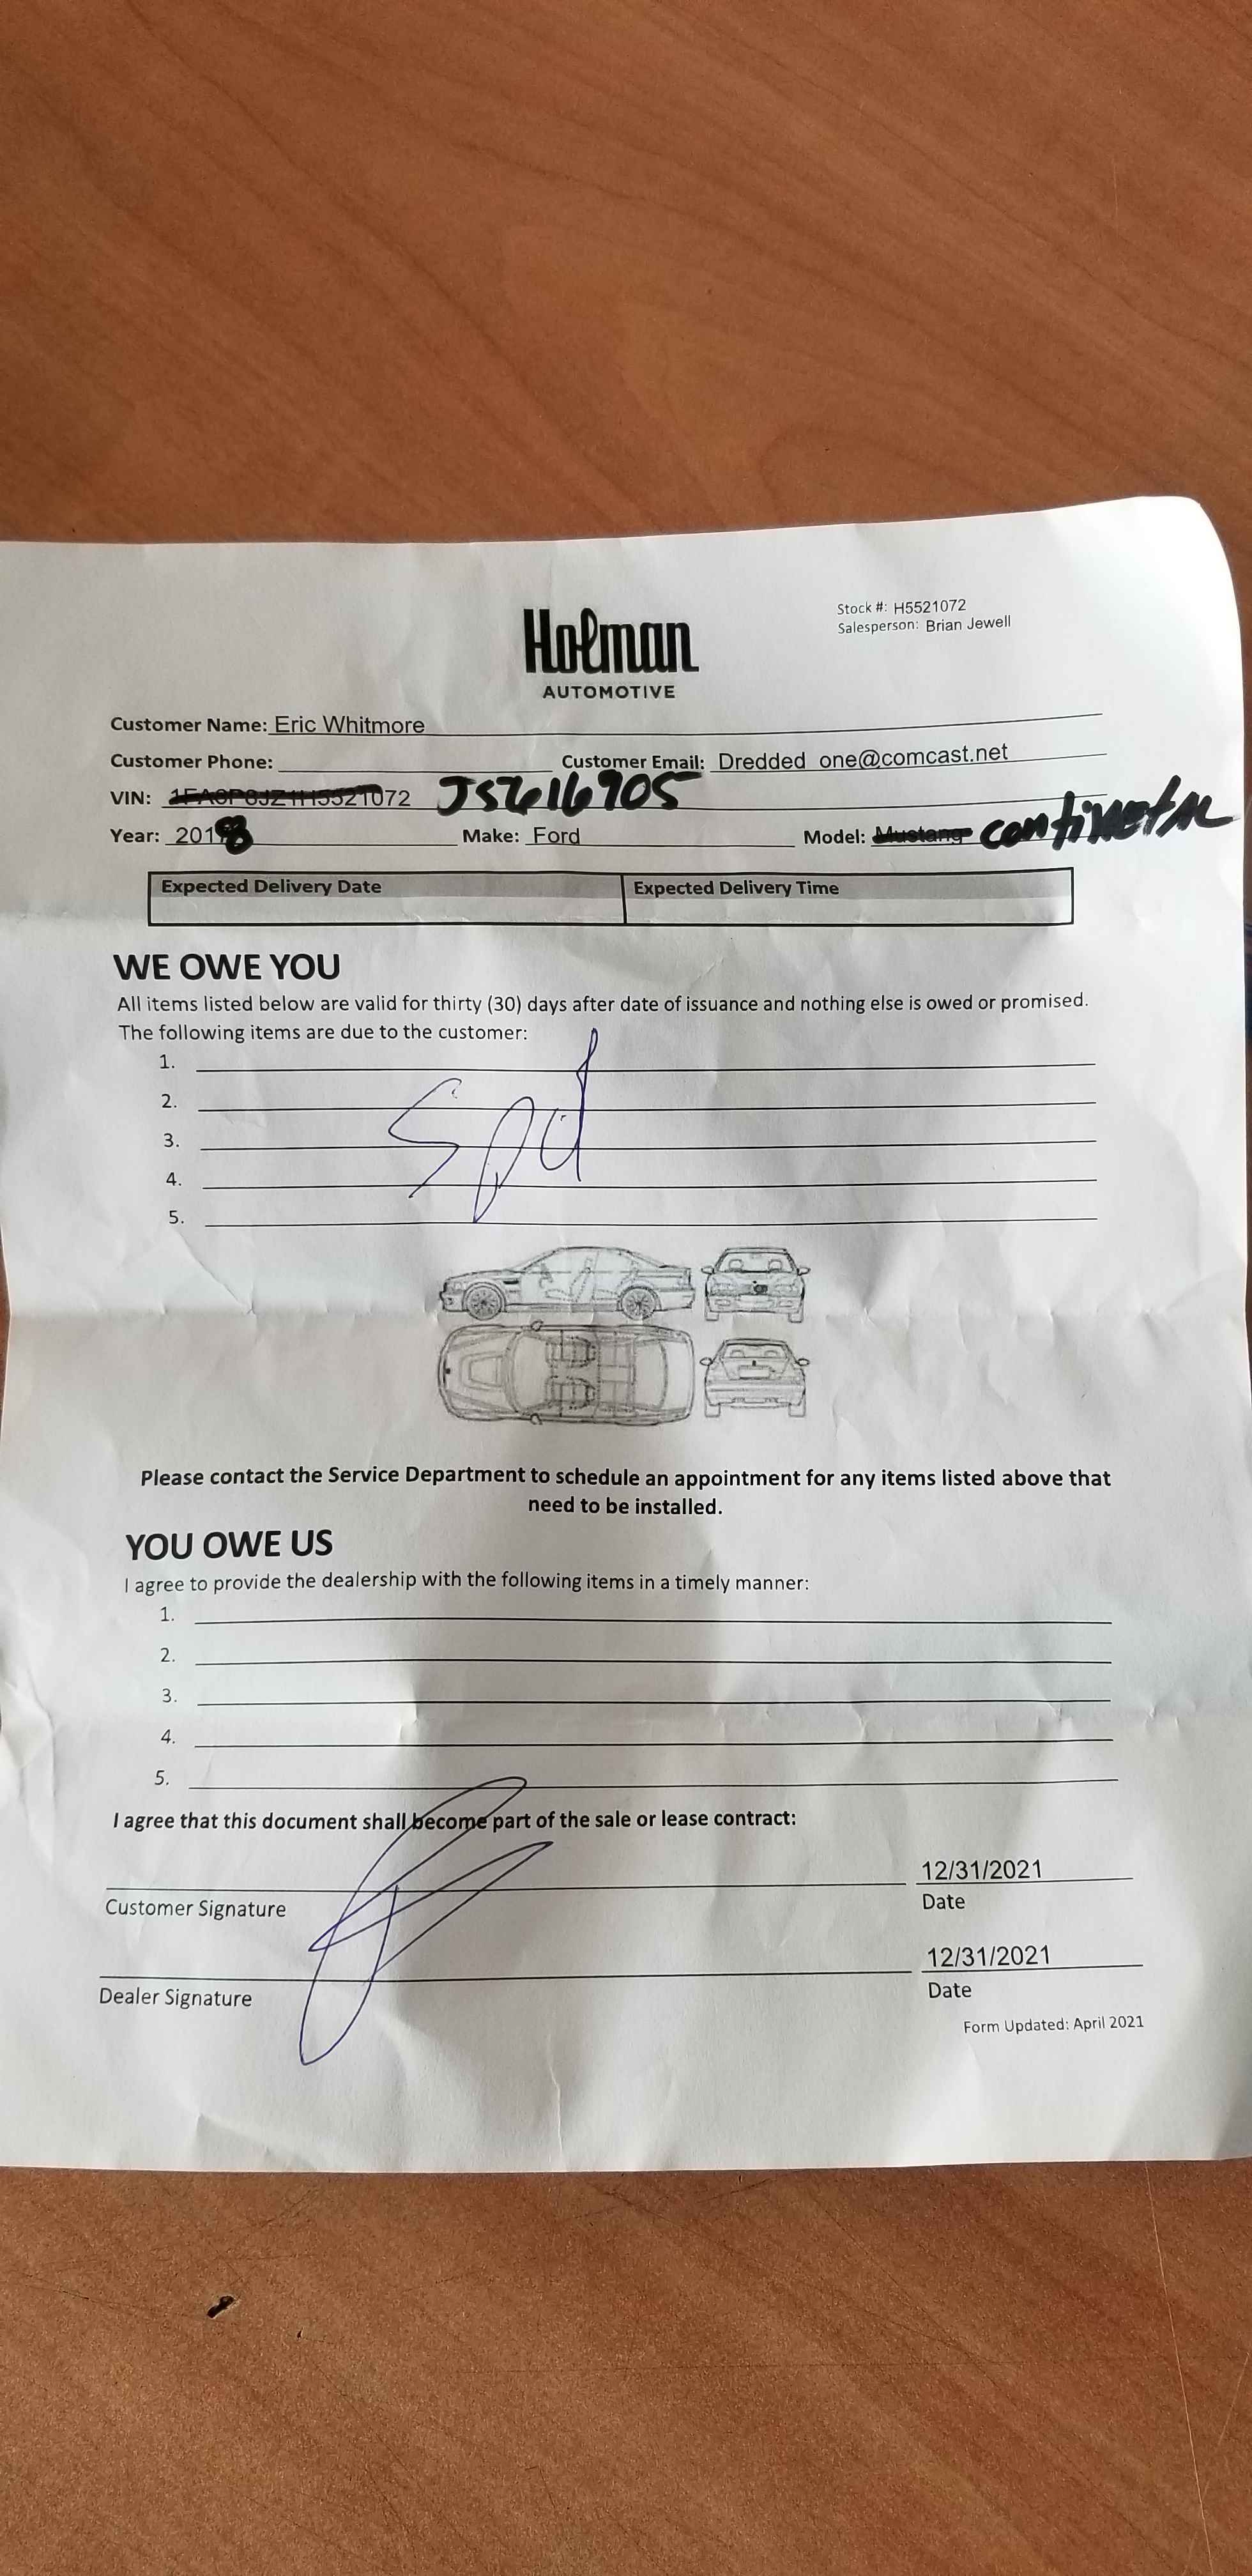 Stock #: H5521072
Salesperson: Brian Jewell
Holman
AUTOMOTIVE
Customer Name: Eric Whitmore
Customer Phone: Customer Email: Dredded_one@comcast.net
VIN: 1FA6P8JZ1H5521072 J5616905
Year: 2018 Make: Ford Model: Mustang continetal
Expected Delivery Date Expected Delivery Time
WE OWE YOU
All items listed below are valid for thirty (30) days after date of issuance and nothing else is owed or promised.
The following items are due to the customer:
1.
2.
3.
4.
5.
Please contact the Service Department to schedule an appointment for any items listed above that
need to be installed.
YOU OWE US
I agree to provide the dealership with the following items in a timely manner:
1.
2.
3.
4.
5.
I agree that this document shall become part of the sale or lease contract:
12/31/2021
Customer Signature Date
12/31/2021
Dealer Signature Date
Form Updated: April 2021